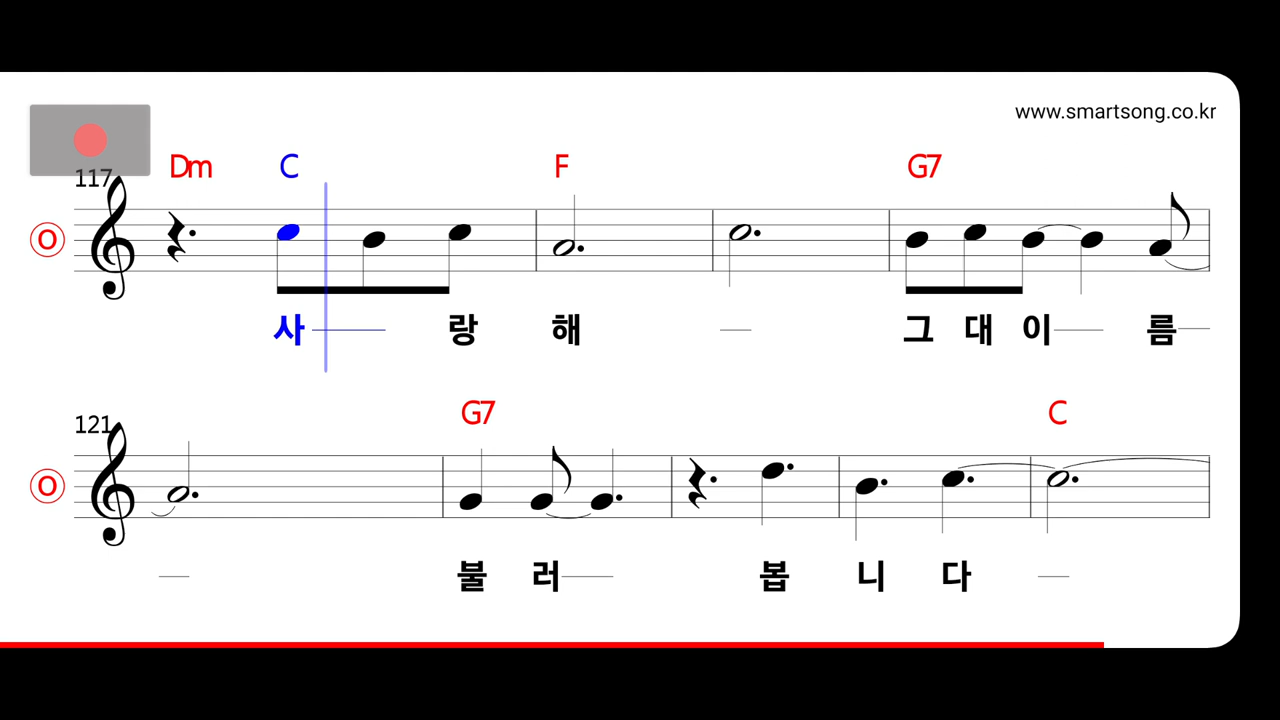 www.smartsong.co.kr
Dm C F G7
117
O
사 랑 해 그 대 이 름
G7 C
121
O
불 러 봅 니 다